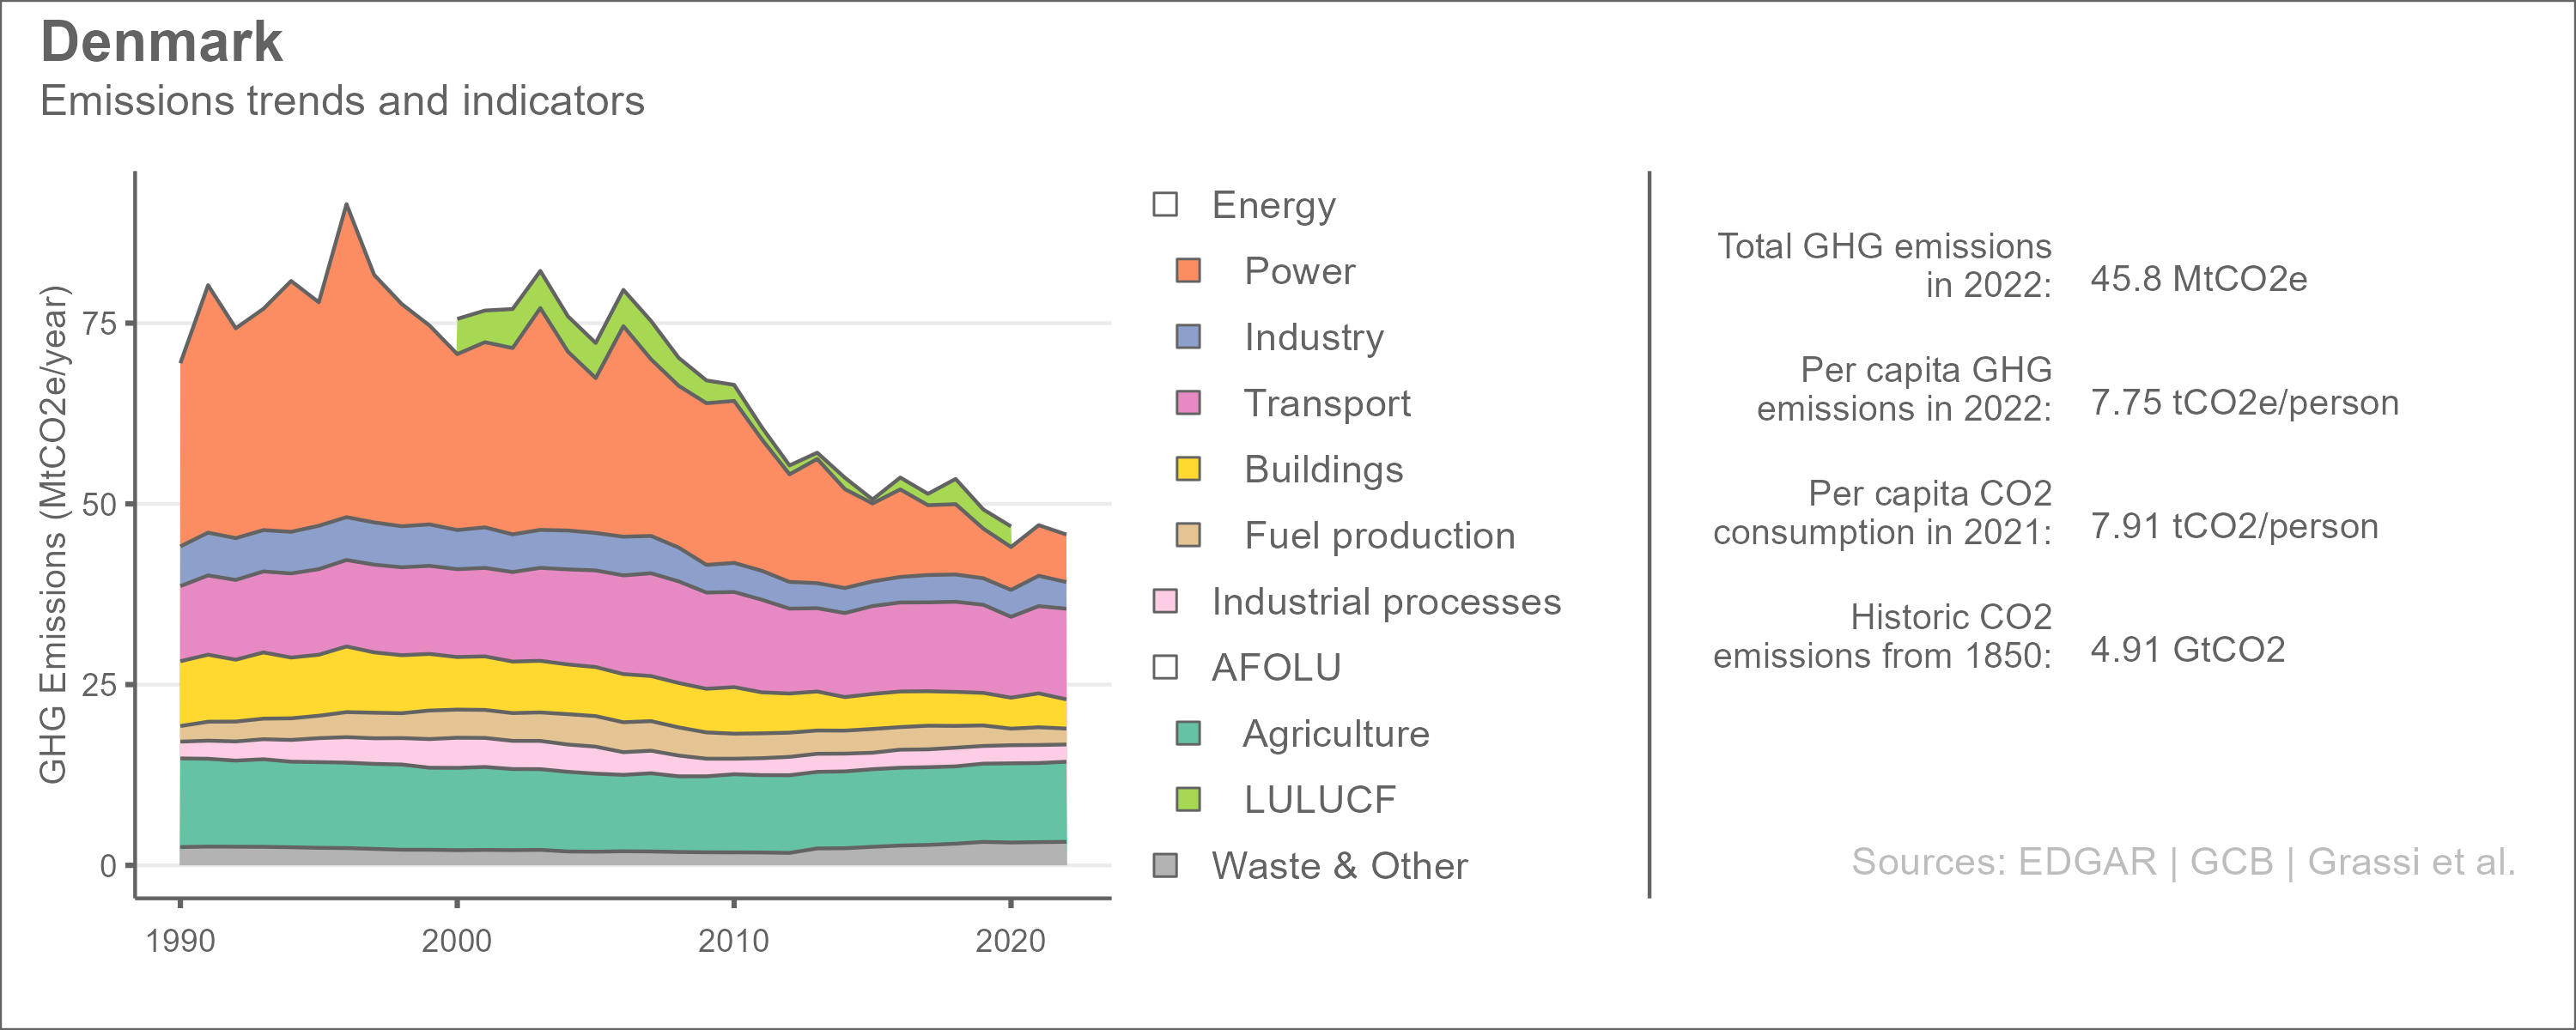 Denmark
Emissions trends and indicators
GHG Emissions (MtCO2e/year)
75
50
25
0
1990
2000
2010
2020
Energy
Power
Industry
Transport
Buildings
Fuel production
Industrial processes
AFOLU
Agriculture
LULUCF
Waste & Other
Total GHG emissions
in 2022:
45.8 MtCO2e
Per capita GHG
emissions in 2022:
7.75 tCO2e/person
Per capita CO2
consumption in 2021:
7.91 tCO2/person
Historic CO2
emissions from 1850:
4.91 GtCO2
Sources: EDGAR | GCB | Grassi et al.